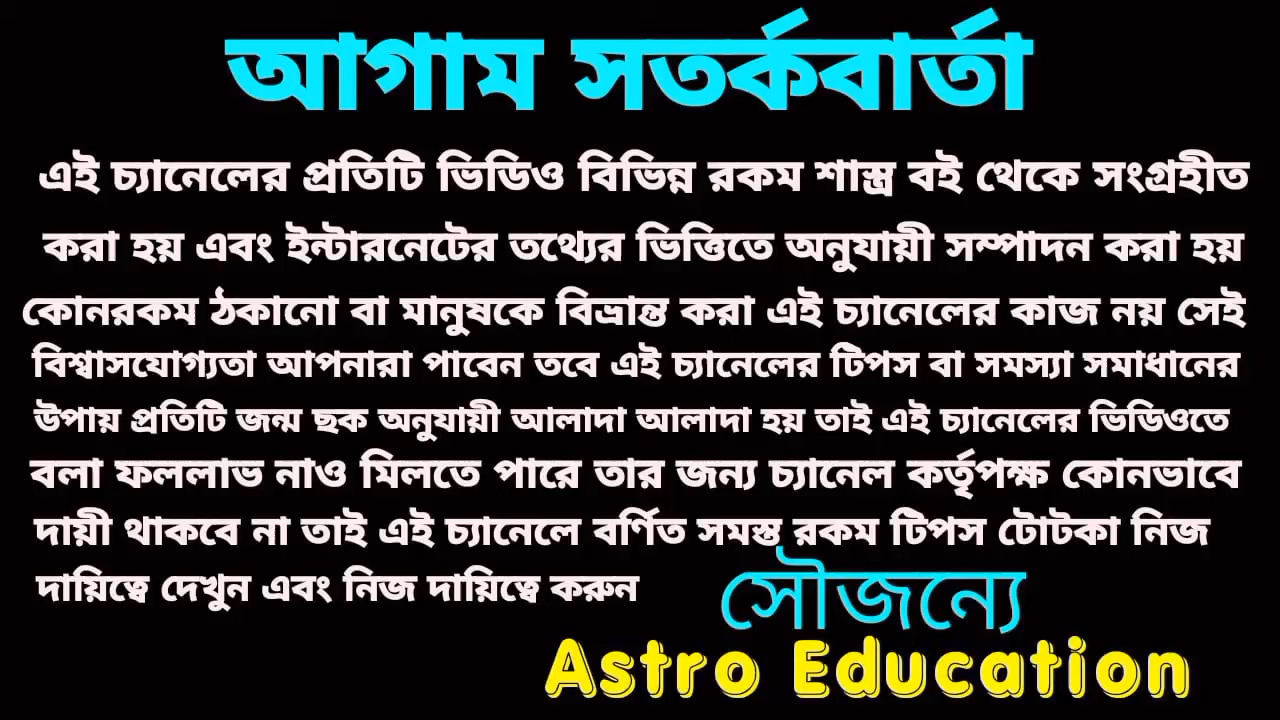 আগাম সতর্কবার্তা
এই চ্যানেলের প্রতিটি ভিডিও বিভিন্ন রকম শাস্ত্র বই থেকে সংগ্রহীত
করা হয় এবং ইন্টারনেটের তথ্যের ভিত্তিতে অনুযায়ী সম্পাদন করা হয়
কোনরকম ঠকানো বা মানুষকে বিভ্রান্ত করা এই চ্যানেলের কাজ নয় সেই
বিশ্বাসযোগ্যতা আপনারা পাবেন তবে এই চ্যানেলের টিপস বা সমস্যা সমাধানের
উপায় প্রতিটি জন্ম ছক অনুযায়ী আলাদা আলাদা হয় তাই এই চ্যানেলের ভিডিওতে
বলা ফললাভ নাও মিলতে পারে তার জন্য চ্যানেল কর্তৃপক্ষ কোনভাবে
দায়ী থাকবে না তাই এই চ্যানেলে বর্ণিত সমস্ত রকম টিপস টোটকা নিজ
দায়িত্বে দেখুন এবং নিজ দায়িত্বে করুন
সৌজন্যে
Astro Education